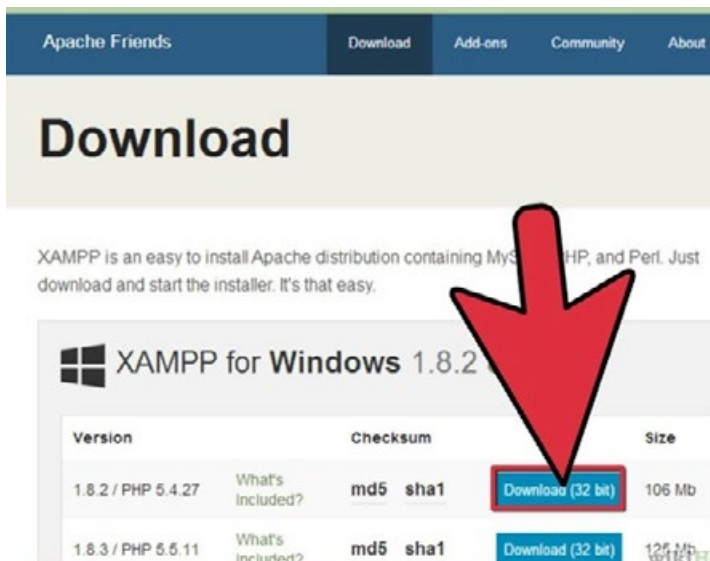 Apache Friends Download Add-ons Community About
Download
XAMPP is an easy to install Apache distribution containing HP, and Perl. Just
download and start the installer. It's that easy.
XAMPP for Windows 1.8.2
Version Checksum Size
1.8.2 / PHP 5.4.27 What's Included? md5 sha1 Download (32 bit) 106 Mb
1.8.3 / PHP 5.5.11 What's Included? md5 sha1 Download (32 bit)